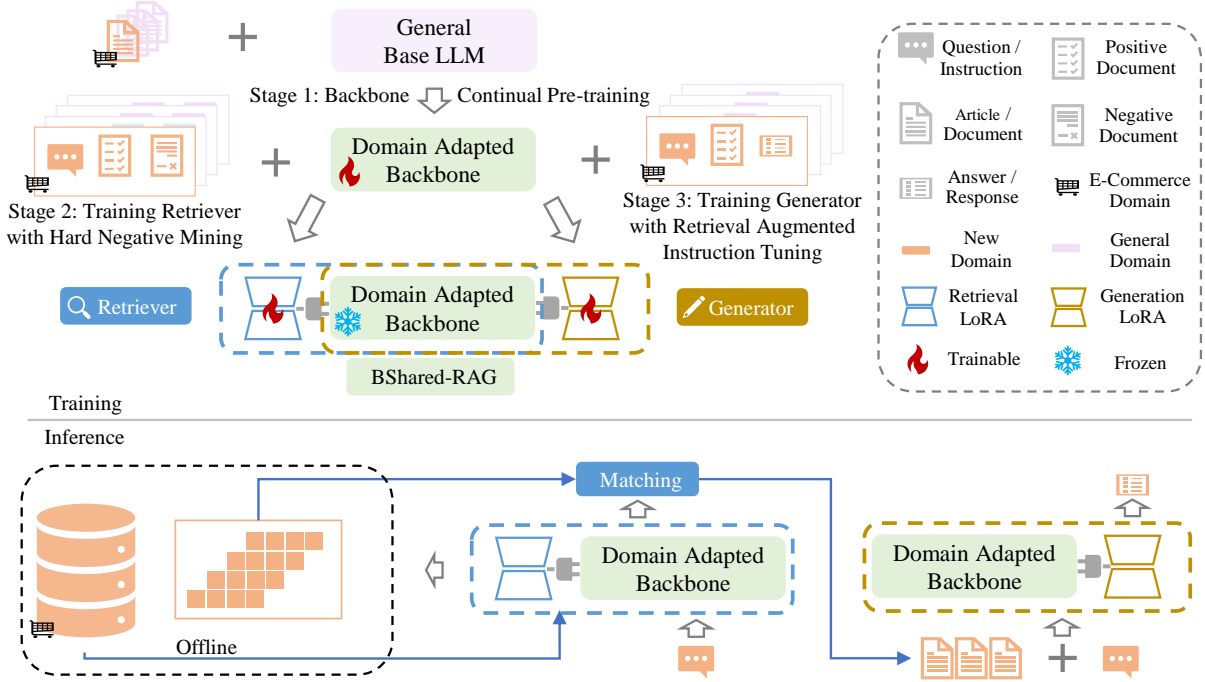 General
Base LLM
Stage 1: Backbone
Continual Pre-training
Domain Adapted
Backbone
Stage 2: Training Retriever
with Hard Negative Mining
Stage 3: Training Generator
with Retrieval Augmented
Instruction Tuning
Retriever
Domain Adapted
Backbone
Generator
BShared-RAG
Question /
Instruction
Positive
Document
Article /
Document
Negative
Document
Answer /
Response
E-Commerce
Domain
New
Domain
General
Domain
Retrieval
LoRA
Generation
LoRA
Trainable
Frozen
Training
Inference
Offline
Matching
Domain Adapted
Backbone
Domain Adapted
Backbone